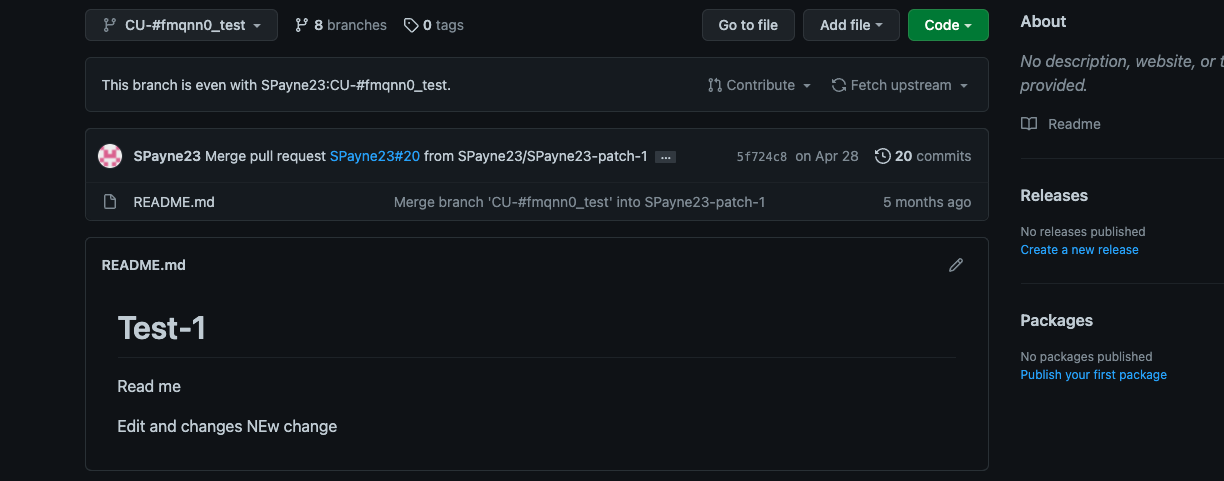 CU-#fmqnn0_test 8 branches 0 tags Go to file Add file Code
This branch is even with SPayne23:CU-#fmqnn0_test. Contribute Fetch upstream
SPayne23 Merge pull request SPayne23#20 from SPayne23/SPayne23-patch-1 ... 5f724c8 on Apr 28 20 commits
README.md Merge branch 'CU-#fmqnn0_test' into SPayne23-patch-1 5 months ago
README.md
Test-1
Read me
Edit and changes NEw change
About
No description, website, or t
provided.
Readme
Releases
No releases published
Create a new release
Packages
No packages published
Publish your first package